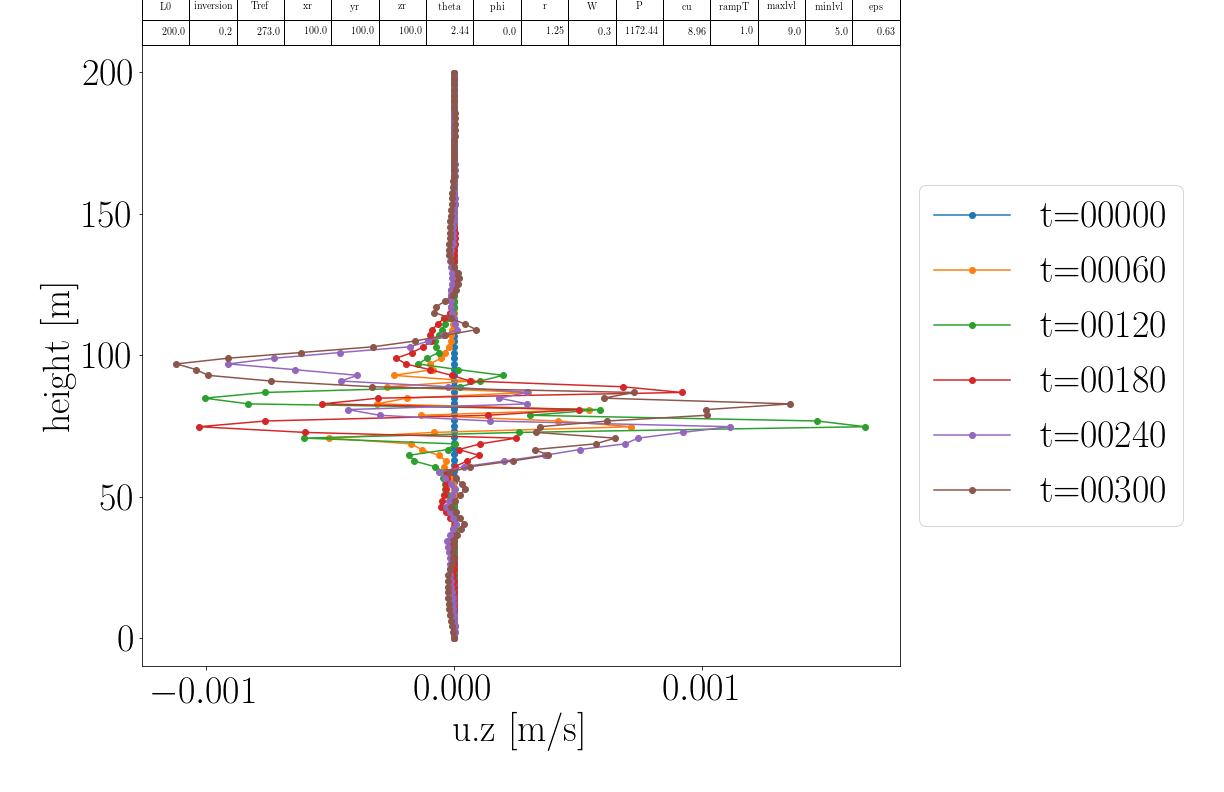 L0 inversion Tref xr yr zr theta phi r W P cu rampT maxlvl minlvl eps
200.0 0.2 273.0 100.0 100.0 100.0 2.44 0.0 1.25 0.3 1172.44 8.96 1.0 9.0 5.0 0.63
200
150
100
50
0
height [m]
−0.001 0.000 0.001
u.z [m/s]
t=00000
t=00060
t=00120
t=00180
t=00240
t=00300